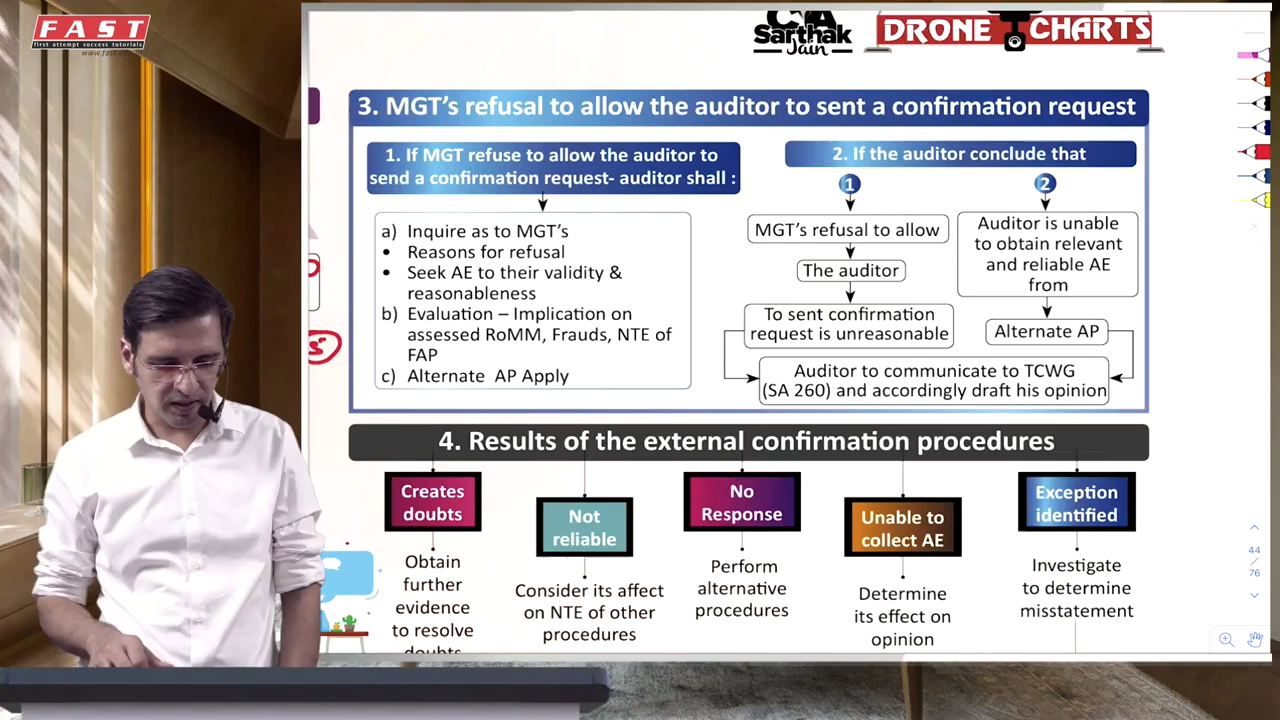 FAST
first attempt success tutorials
CA
Sarthak
Jain
DRONE CHARTS
3. MGT's refusal to allow the auditor to sent a confirmation request
1. If MGT refuse to allow the auditor to
send a confirmation request- auditor shall :
a) Inquire as to MGT's
• Reasons for refusal
• Seek AE to their validity &
reasonableness
b) Evaluation – Implication on
assessed RoMM, Frauds, NTE of
FAP
c) Alternate AP Apply
2. If the auditor conclude that
1
MGT's refusal to allow
The auditor
To sent confirmation
request is unreasonable
2
Auditor is unable
to obtain relevant
and reliable AE
from
Alternate AP
Auditor to communicate to TCWG
(SA 260) and accordingly draft his opinion
4. Results of the external confirmation procedures
Creates
doubts
Obtain
further
evidence
to resolve
doubts
Not
reliable
Consider its affect
on NTE of other
procedures
No
Response
Perform
alternative
procedures
Unable to
collect AE
Determine
its effect on
opinion
Exception
identified
Investigate
to determine
misstatement
44
/
76